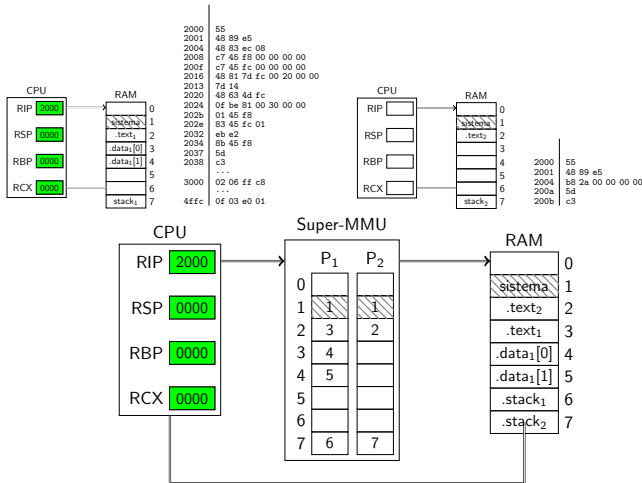 2000 55
2001 48 89 e5
2004 48 83 ec 08
2008 c7 45 f8 00 00 00 00
200f c7 45 fc 00 00 00 00
2016 48 81 7d fc 00 20 00 00
2013 7d 14
2020 48 63 4d fc
2024 0f be 81 00 30 00 00
202b 01 45 f8
202e 83 45 fc 01
2032 eb e2
2034 8b 45 f8
2037 5d
2038 c3
...
3000 02 06 ff c8
...
4ffc 0f 03 e0 01
CPU
RIP 2000
RSP 0000
RBP 0000
RCX 0000
RAM
0
sistema 1
.text₁ 2
.data₁[0] 3
.data₁[1] 4
5
6
stack₁ 7
CPU
RIP
RSP
RBP
RCX
RAM
0
sistema 1
.text₂ 2
3
4
5
6
stack₂ 7
2000 55
2001 48 89 e5
2004 b8 2a 00 00 00 00
200a 5d
200b c3
CPU
RIP 2000
RSP 0000
RBP 0000
RCX 0000
Super-MMU
P₁ P₂
0
1 1 1
2 3 2
3 4
4 5
5
6
7 6 7
RAM
0
sistema 1
.text₂ 2
.text₁ 3
.data₁[0] 4
.data₁[1] 5
.stack₁ 6
.stack₂ 7